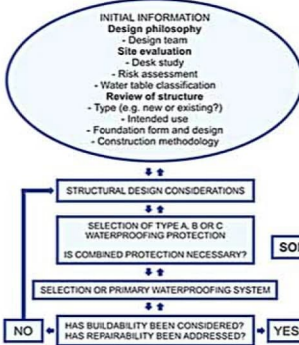 INITIAL INFORMATION
Design philosophy
- Design team
Site evaluation
- Desk study
- Risk assessment
- Water table classification
Review of structure
- Type (e.g. new or existing?)
- Intended use
- Foundation form and design
- Construction methodology
STRUCTURAL DESIGN CONSIDERATIONS
SELECTION OF TYPE A, B OR C
WATERPROOFING PROTECTION
IS COMBINED PROTECTION NECESSARY?
SELECTION OR PRIMARY WATERPROOFING SYSTEM
NO
HAS BUILDABILITY BEEN CONSIDERED?
HAS REPAIRABILITY BEEN ADDRESSED?
YES